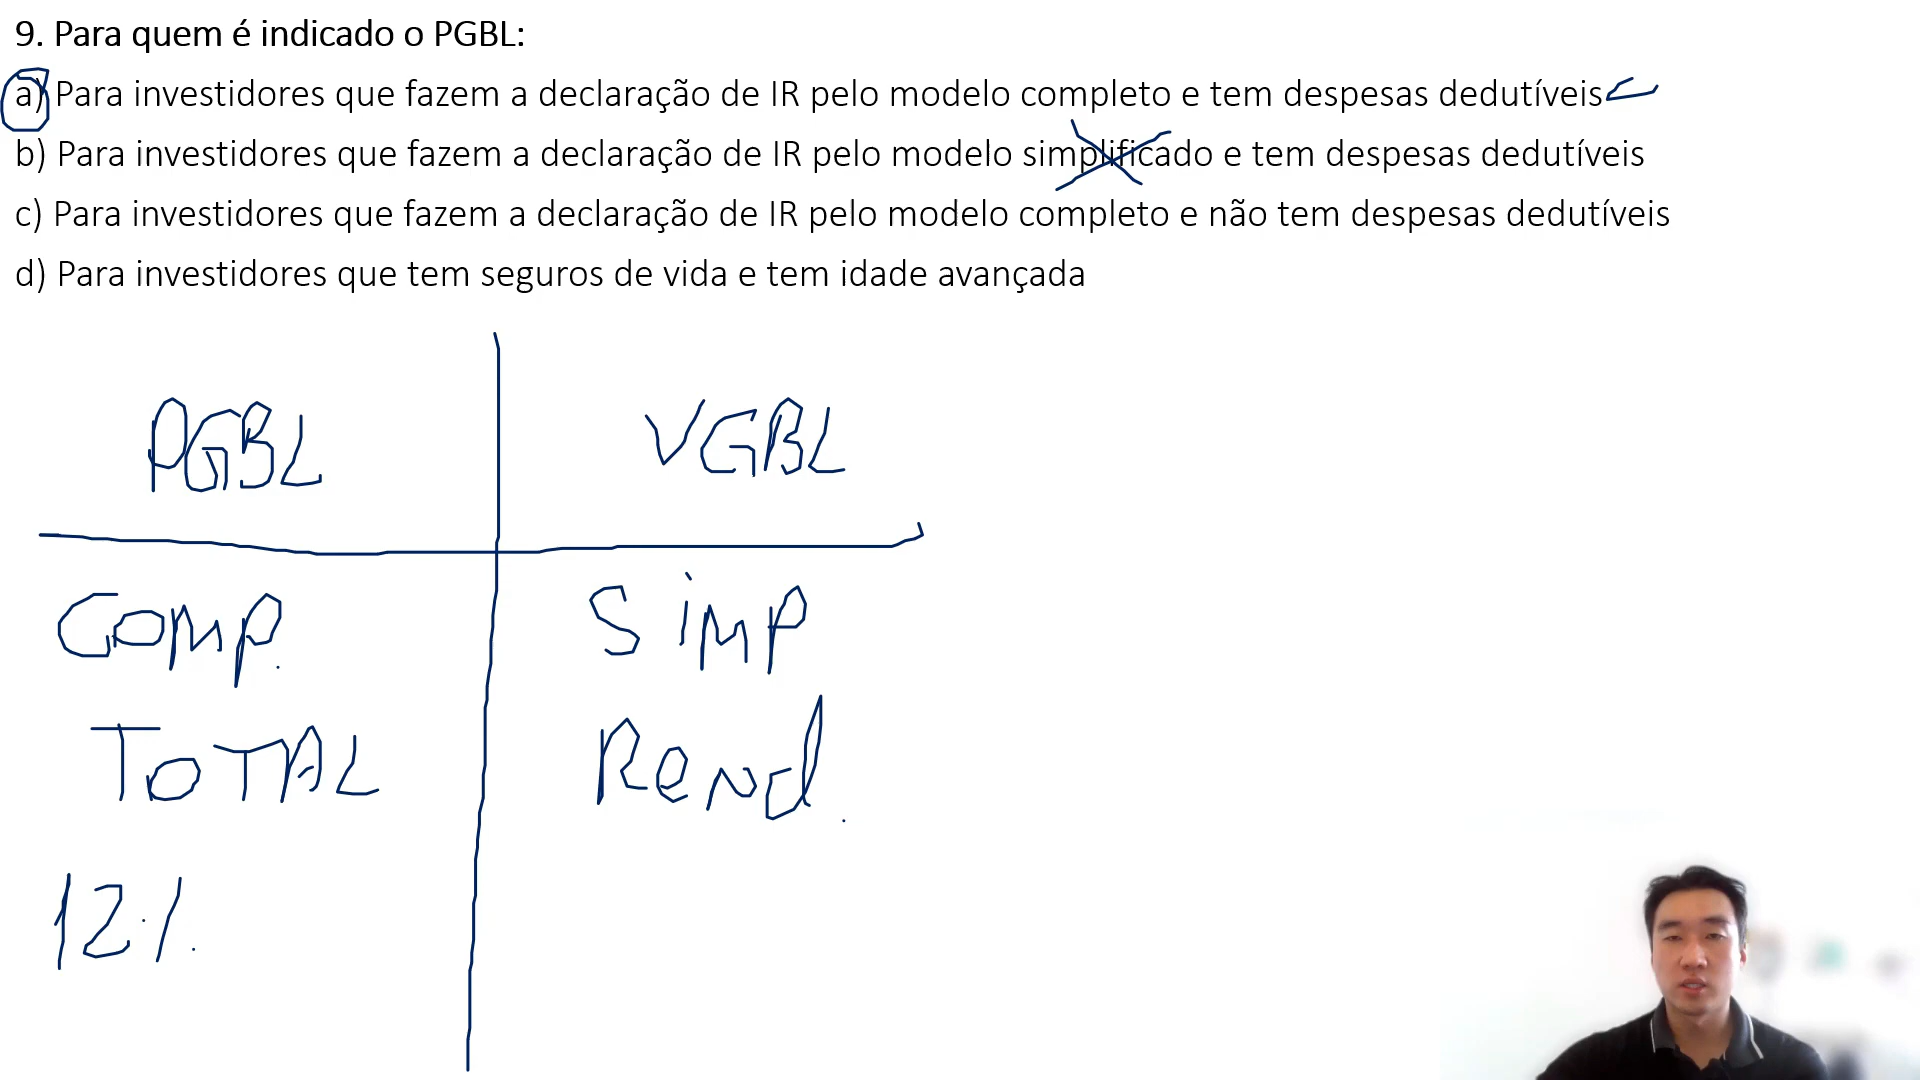 9. Para quem é indicado o PGBL:
a) Para investidores que fazem a declaração de IR pelo modelo completo e tem despesas dedutíveis
b) Para investidores que fazem a declaração de IR pelo modelo simplificado e tem despesas dedutíveis
c) Para investidores que fazem a declaração de IR pelo modelo completo e não tem despesas dedutíveis
d) Para investidores que tem seguros de vida e tem idade avançada
PGBL VGBL
Comp. Simp
TOTAL Rend.
12%.